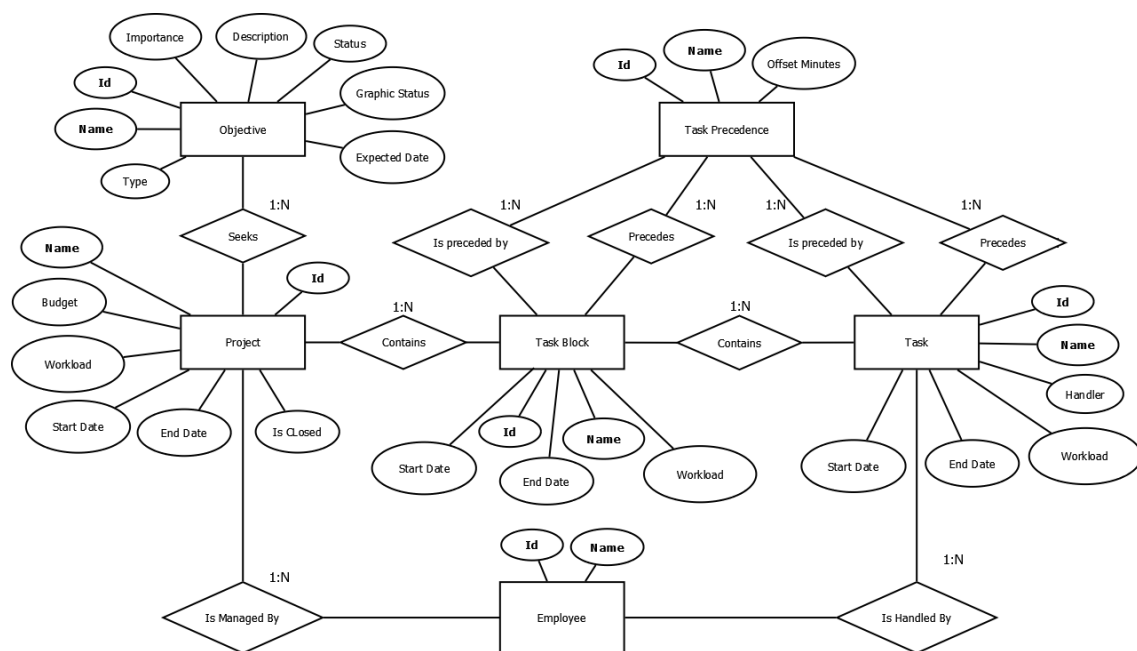 Importance
Description
Status
Id
Graphic Status
Name
Objective
Expected Date
Type
1:N
Seeks
Id
Name
Offset Minutes
Task Precedence
1:N
1:N
1:N
1:N
Is preceded by
Precedes
Is preceded by
Precedes
Name
Id
Budget
Workload
Project
Start Date
End Date
Is CLosed
1:N
Contains
Task Block
Start Date
Id
End Date
Name
Workload
1:N
Contains
Task
Id
Name
Handler
Workload
Start Date
End Date
1:N
Is Managed By
Id
Name
Employee
1:N
Is Handled By